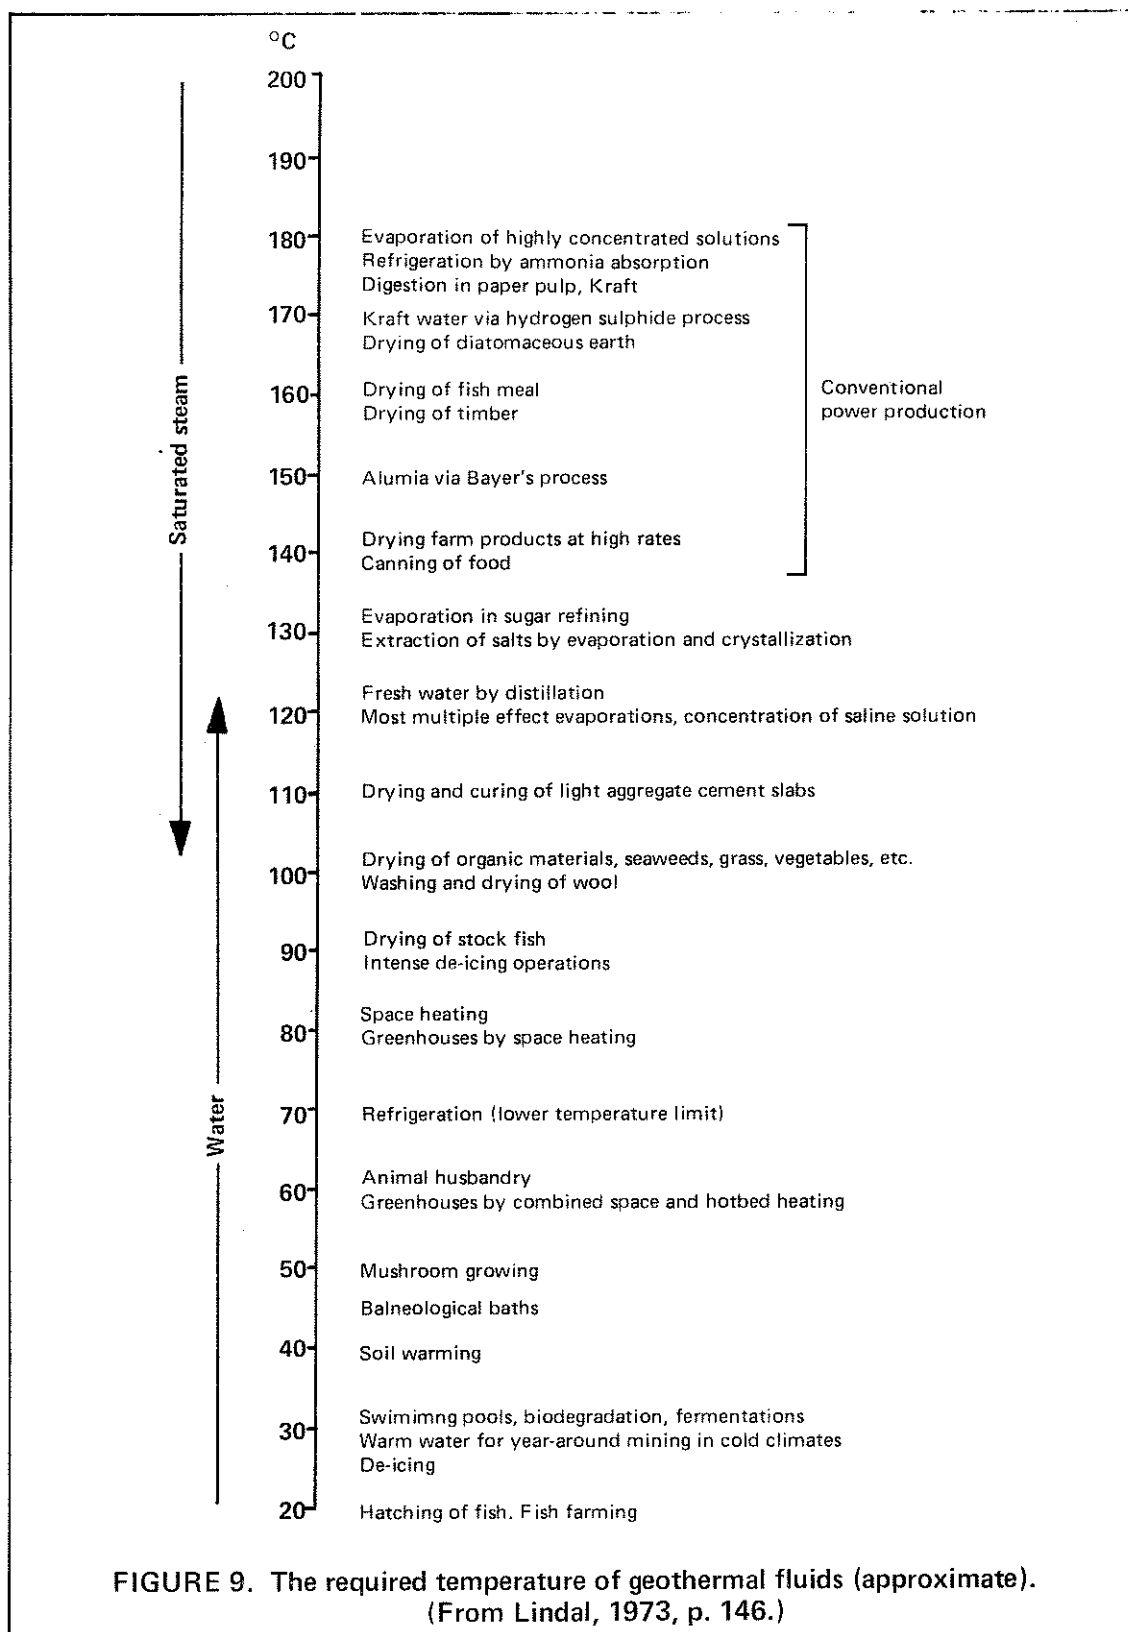 °C
200
190
180
Evaporation of highly concentrated solutions
Refrigeration by ammonia absorption
Digestion in paper pulp, Kraft
170
Kraft water via hydrogen sulphide process
Drying of diatomaceous earth
160
Drying of fish meal
Drying of timber
Conventional
power production
Saturated steam
150
Alumia via Bayer's process
140
Drying farm products at high rates
Canning of food
130
Evaporation in sugar refining
Extraction of salts by evaporation and crystallization
120
Fresh water by distillation
Most multiple effect evaporations, concentration of saline solution
110
Drying and curing of light aggregate cement slabs
100
Drying of organic materials, seaweeds, grass, vegetables, etc.
Washing and drying of wool
90
Drying of stock fish
Intense de-icing operations
80
Space heating
Greenhouses by space heating
Water
70
Refrigeration (lower temperature limit)
60
Animal husbandry
Greenhouses by combined space and hotbed heating
50
Mushroom growing
Balneological baths
40
Soil warming
30
Swimimng pools, biodegradation, fermentations
Warm water for year-around mining in cold climates
De-icing
20
Hatching of fish. Fish farming
FIGURE 9. The required temperature of geothermal fluids (approximate).
(From Lindal, 1973, p. 146.)